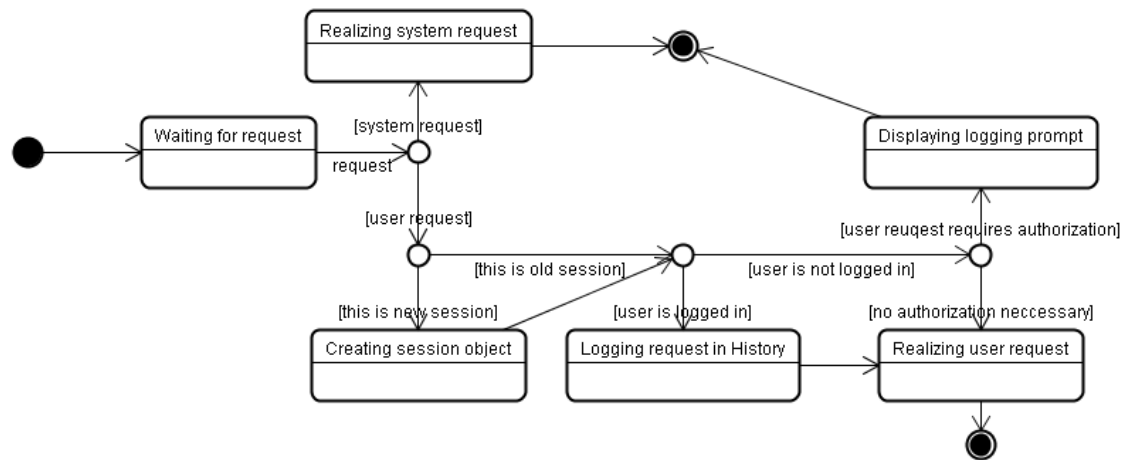 Realizing system request
Waiting for request
[system request]
request
Displaying logging prompt
[user request]
[user reuqest requires authorization]
[this is old session]
[user is not logged in]
[this is new session]
[user is logged in]
[no authorization neccessary]
Creating session object
Logging request in History
Realizing user request